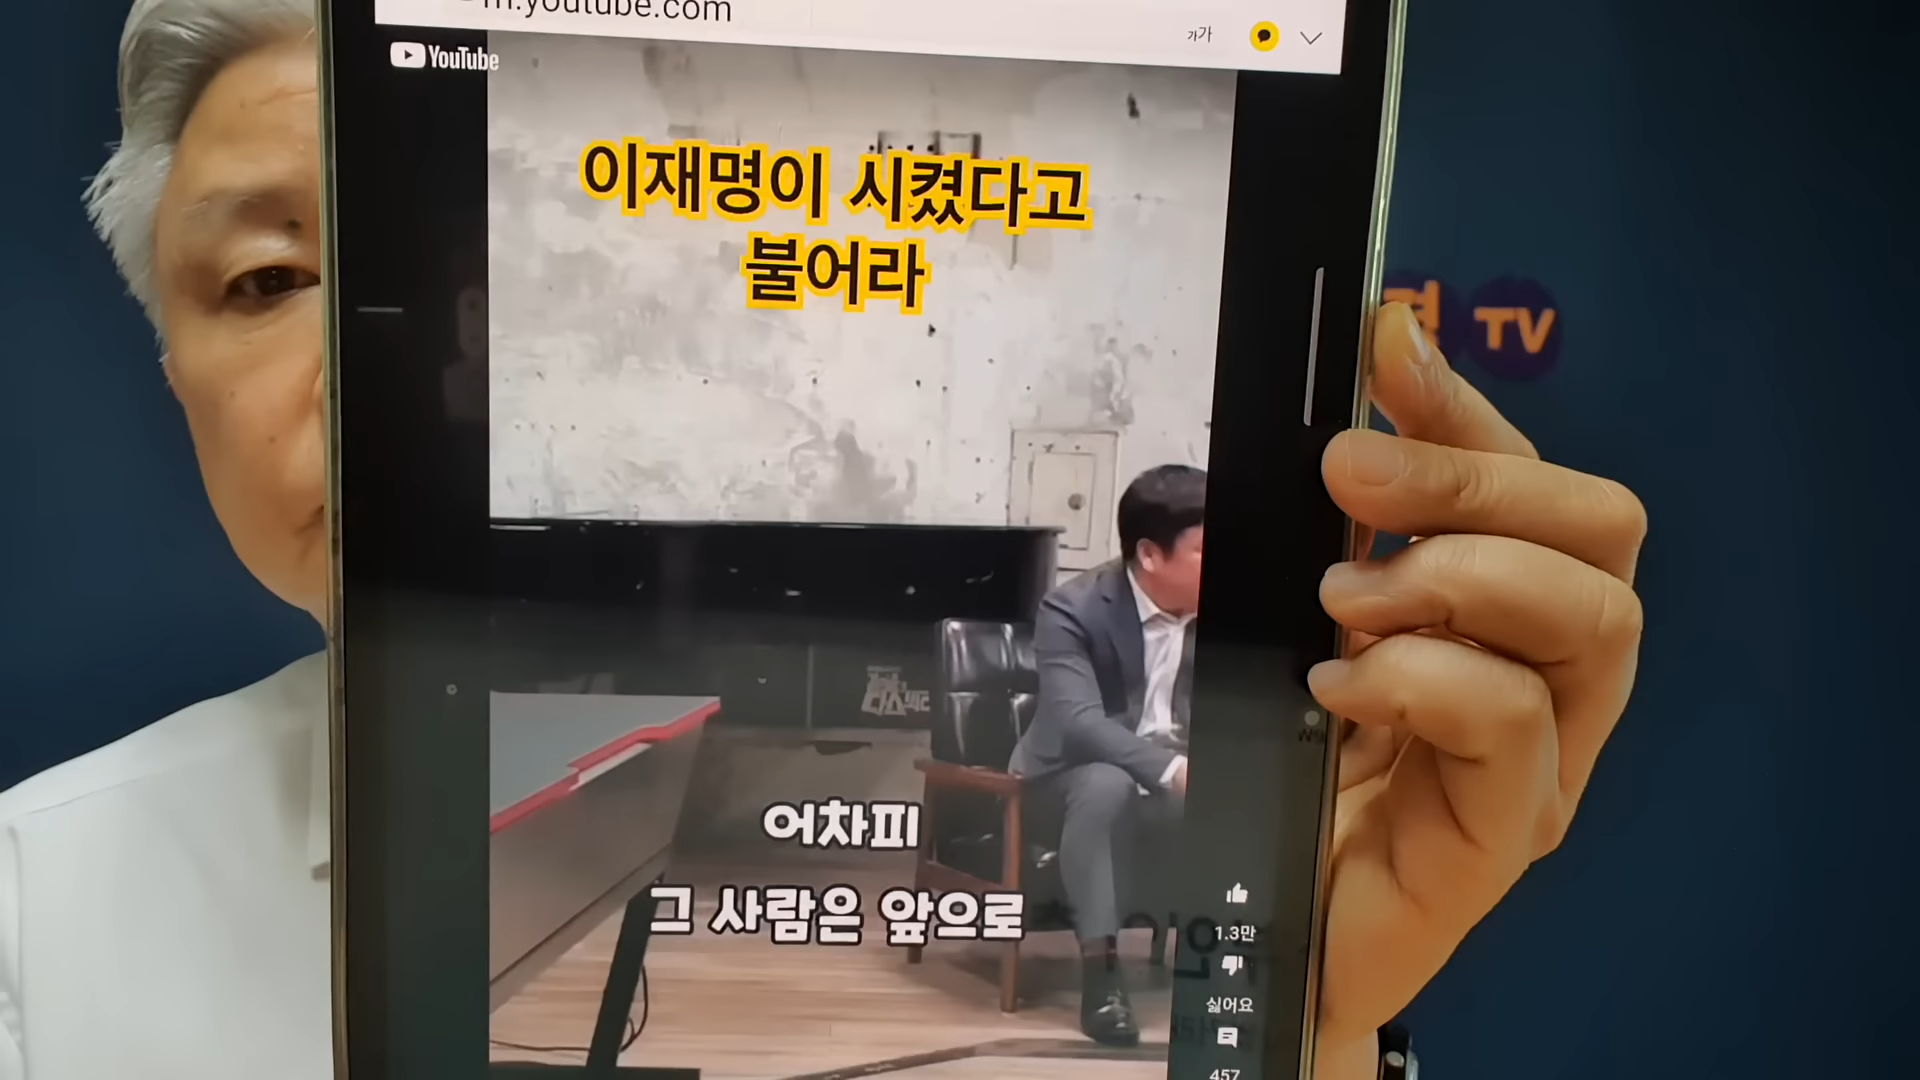 m.youtube.com
가가
YouTube
이재명이 시켰다고
불어라
TV
어차피
그 사람은 앞으로
1.3만
싫어요
457